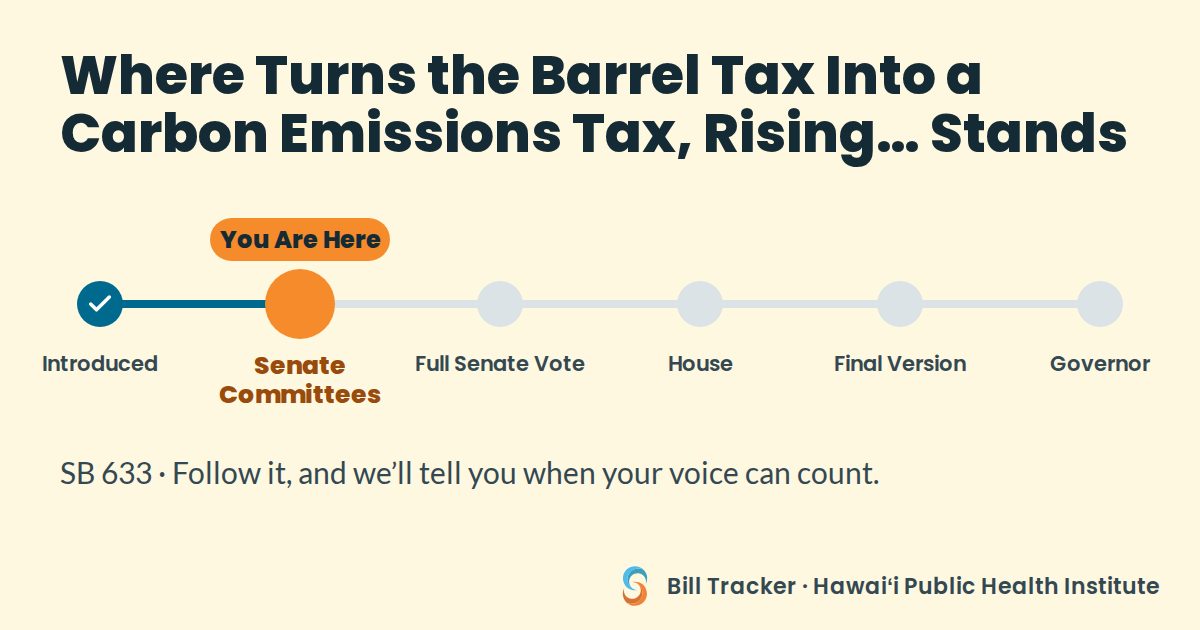 Where Turns the Barrel Tax Into a
Carbon Emissions Tax, Rising… Stands
You Are Here
Introduced
Senate
Committees
Full Senate Vote
House
Final Version
Governor
SB 633 · Follow it, and we’ll tell you when your voice can count.
Bill Tracker · Hawaiʻi Public Health Institute